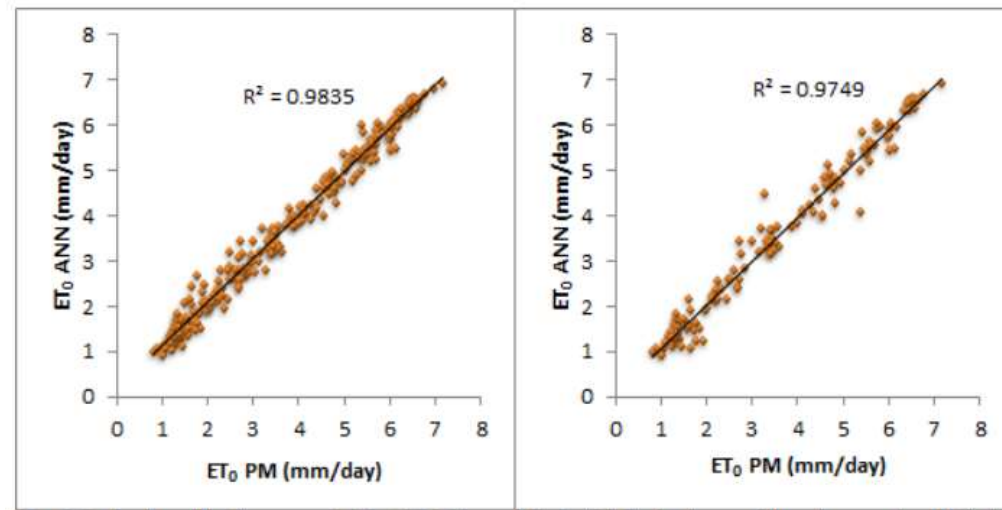 8
7
6
5
4
3
2
1
0
ET₀ ANN (mm/day)
R² = 0.9835
0 1 2 3 4 5 6 7 8
ET₀ PM (mm/day)
8
7
6
5
4
3
2
1
0
ET₀ ANN (mm/day)
R² = 0.9749
0 1 2 3 4 5 6 7 8
ET₀ PM (mm/day)